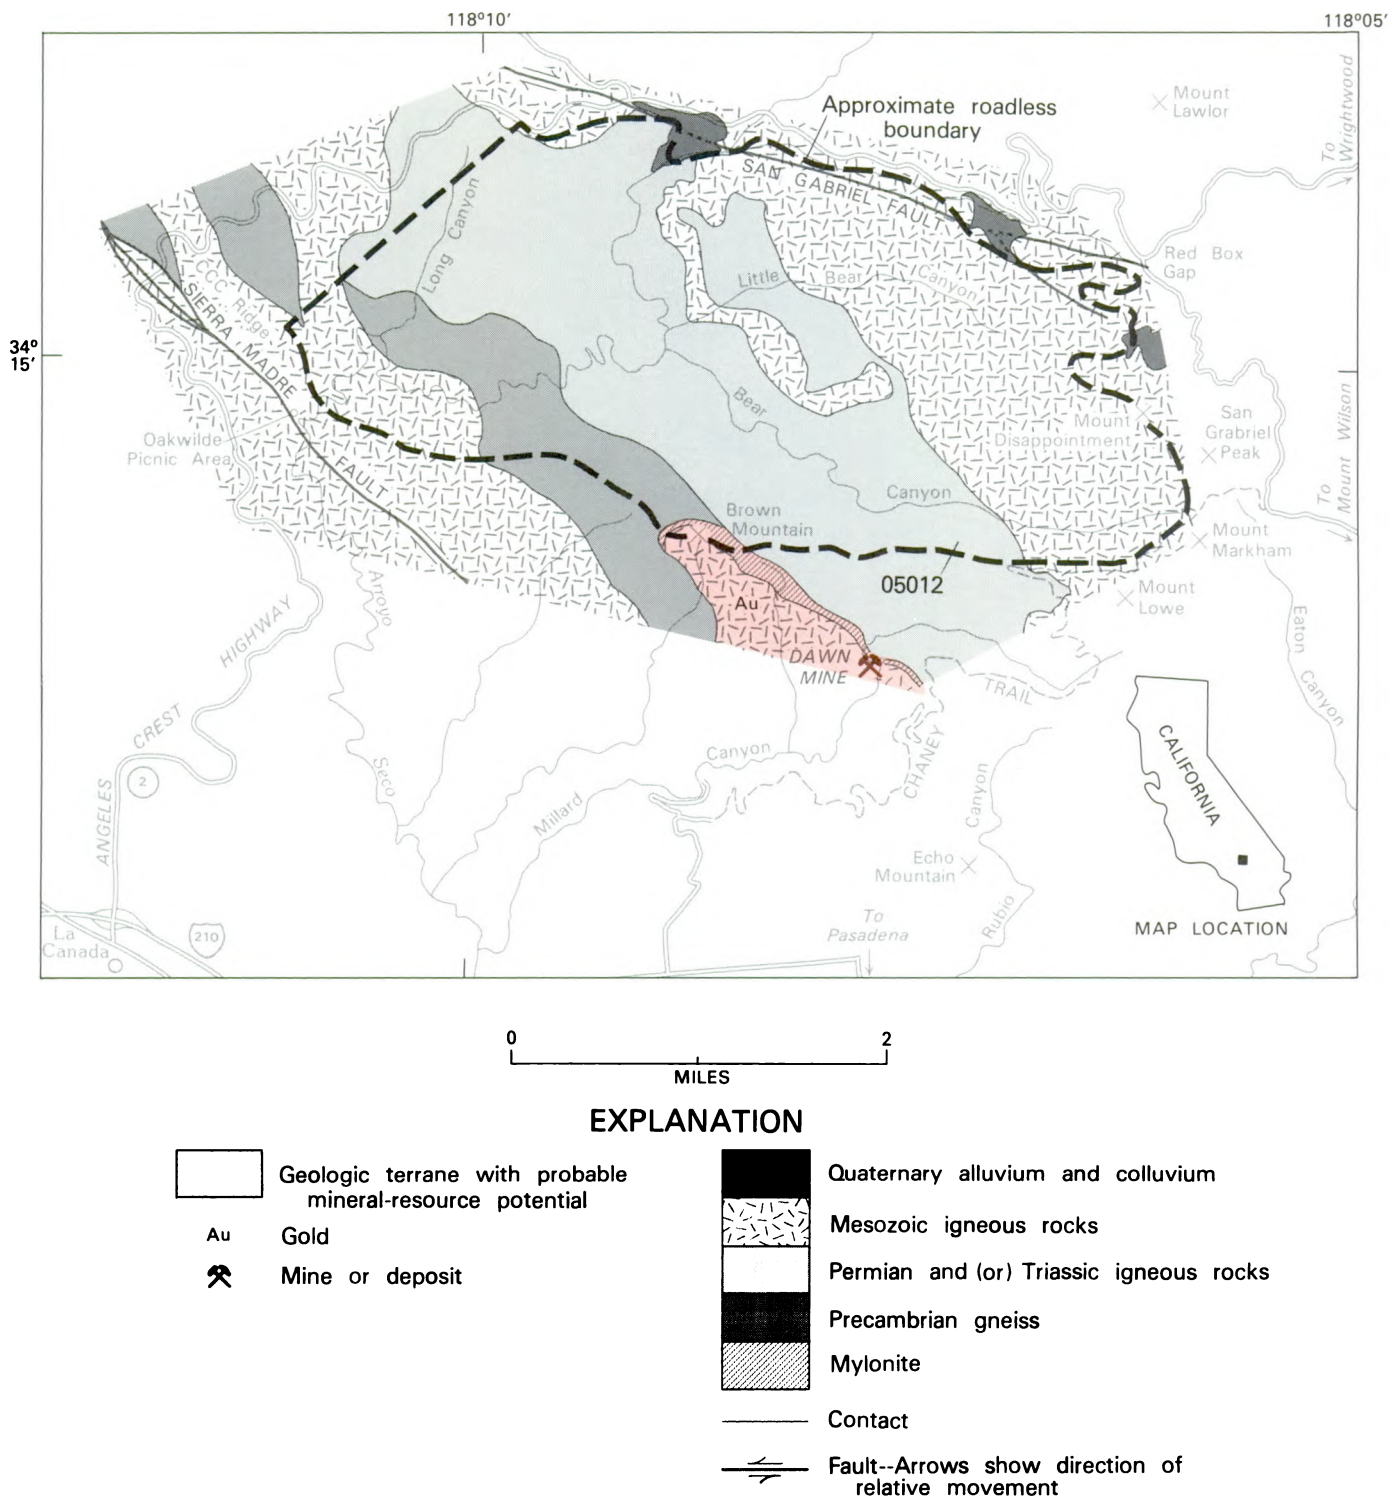 118°10′
118°05′
34°
15′
Approximate roadless
boundary
Mount
Lawlor
To
Wrightwood
SAN GABRIEL FAULT
Red Box
Gap
Long Canyon
Little Bear Canyon
CCC Ridge
SIERRA MADRE FAULT
Oakwilde
Picnic Area
Bear
Canyon
Mount
Disappointment
San
Grabriel
Peak
To
Mount Wilson
Brown
Mountain
Mount
Markham
05012
Mount
Lowe
Au
DAWN
MINE
TRAIL
CHANEY
Eaton Canyon
Arroyo
Seco
ANGELES
CREST
HIGHWAY
2
Millard
Canyon
Canyon
Rubio
Echo
Mountain
To
Pasadena
La
Canada
210
CALIFORNIA
MAP LOCATION
0
2
MILES
EXPLANATION
Geologic terrane with probable
mineral-resource potential
Au Gold
Mine or deposit
Quaternary alluvium and colluvium
Mesozoic igneous rocks
Permian and (or) Triassic igneous rocks
Precambrian gneiss
Mylonite
Contact
Fault--Arrows show direction of
relative movement